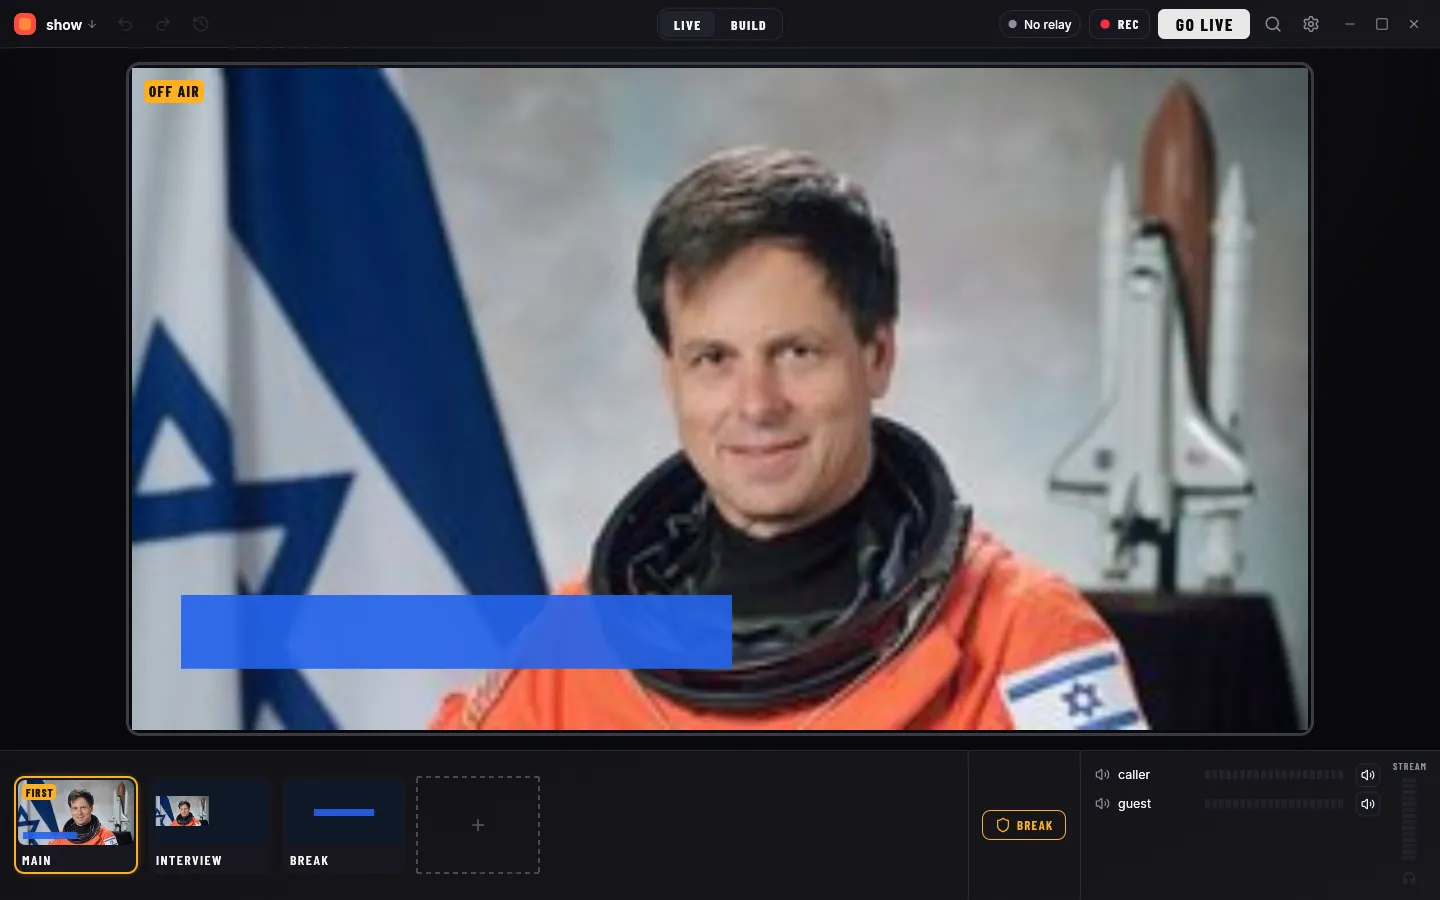 show
LIVE
BUILD
No relay
REC
GO LIVE
OFF AIR
FIRST
MAIN
INTERVIEW
BREAK
BREAK
caller
guest
STREAM